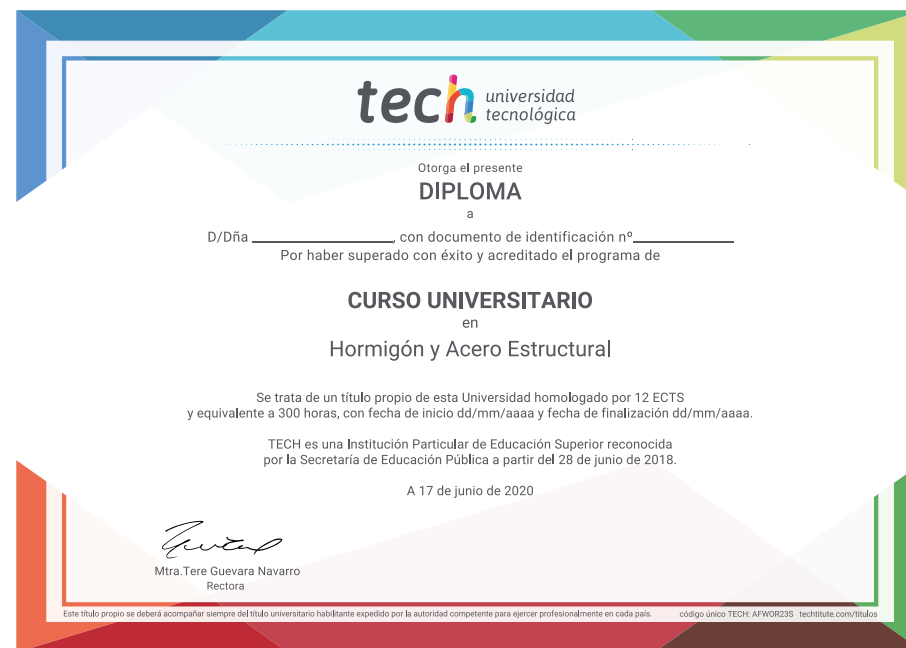 tech universidad
tecnológica
Otorga el presente
DIPLOMA
a
D/Dña ____________, con documento de identificación nº____________
Por haber superado con éxito y acreditado el programa de
CURSO UNIVERSITARIO
en
Hormigón y Acero Estructural
Se trata de un título propio de esta Universidad homologado por 12 ECTS
y equivalente a 300 horas, con fecha de inicio dd/mm/aaaa y fecha de finalización dd/mm/aaaa.
TECH es una Institución Particular de Educación Superior reconocida
por la Secretaría de Educación Pública a partir del 28 de junio de 2018.
A 17 de junio de 2020
Mtra.Tere Guevara Navarro
Rectora
Este título propio se deberá acompañar siempre del título universitario habilitante expedido por la autoridad competente para ejercer profesionalmente en cada país. código único TECH: AFWOR23S techtitute.com/títulos